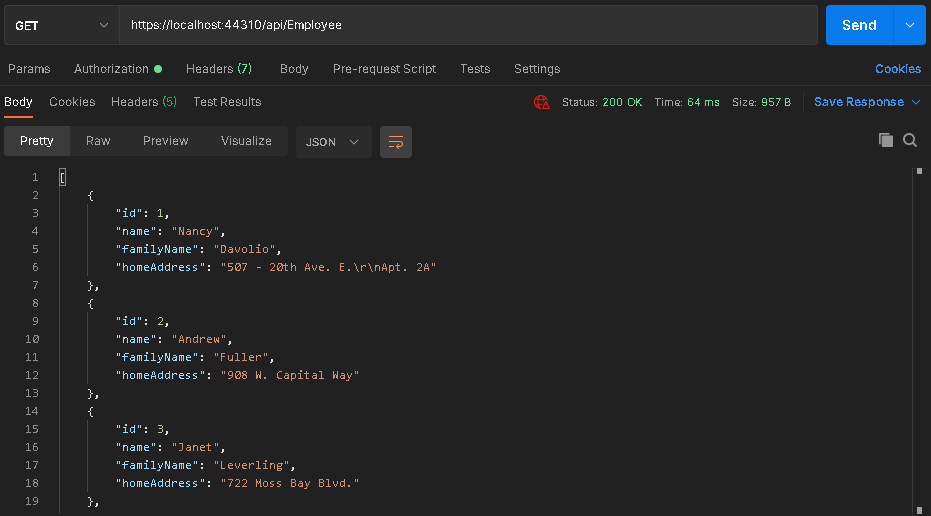 GET https://localhost:44310/api/Employee Send
Params Authorization Headers (7) Body Pre-request Script Tests Settings Cookies
Body Cookies Headers (5) Test Results Status: 200 OK Time: 64 ms Size: 957 B Save Response
Pretty Raw Preview Visualize JSON
1 [
2 {
3 "id": 1,
4 "name": "Nancy",
5 "familyName": "Davolio",
6 "homeAddress": "507 - 20th Ave. E.\r\nApt. 2A"
7 },
8 {
9 "id": 2,
10 "name": "Andrew",
11 "familyName": "Fuller",
12 "homeAddress": "908 W. Capital Way"
13 },
14 {
15 "id": 3,
16 "name": "Janet",
17 "familyName": "Leverling",
18 "homeAddress": "722 Moss Bay Blvd."
19 },